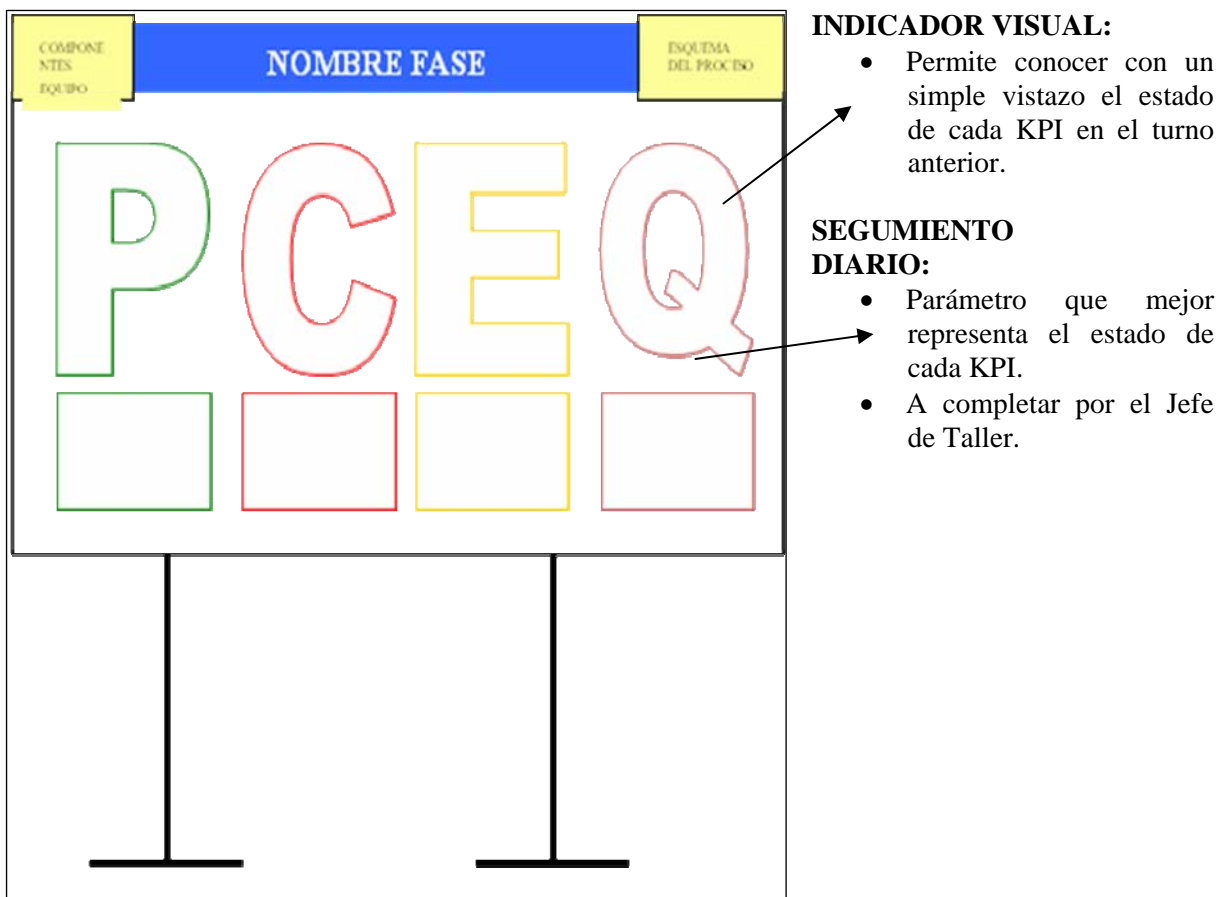 COMPONE
NTES
EQUIPO
NOMBRE FASE
ESQUEMA
DEL PROCISO
P C E Q
INDICADOR VISUAL:
• Permite conocer con un
simple vistazo el estado
de cada KPI en el turno
anterior.
SEGUMIENTO
DIARIO:
• Parámetro que mejor
representa el estado de
cada KPI.
• A completar por el Jefe
de Taller.